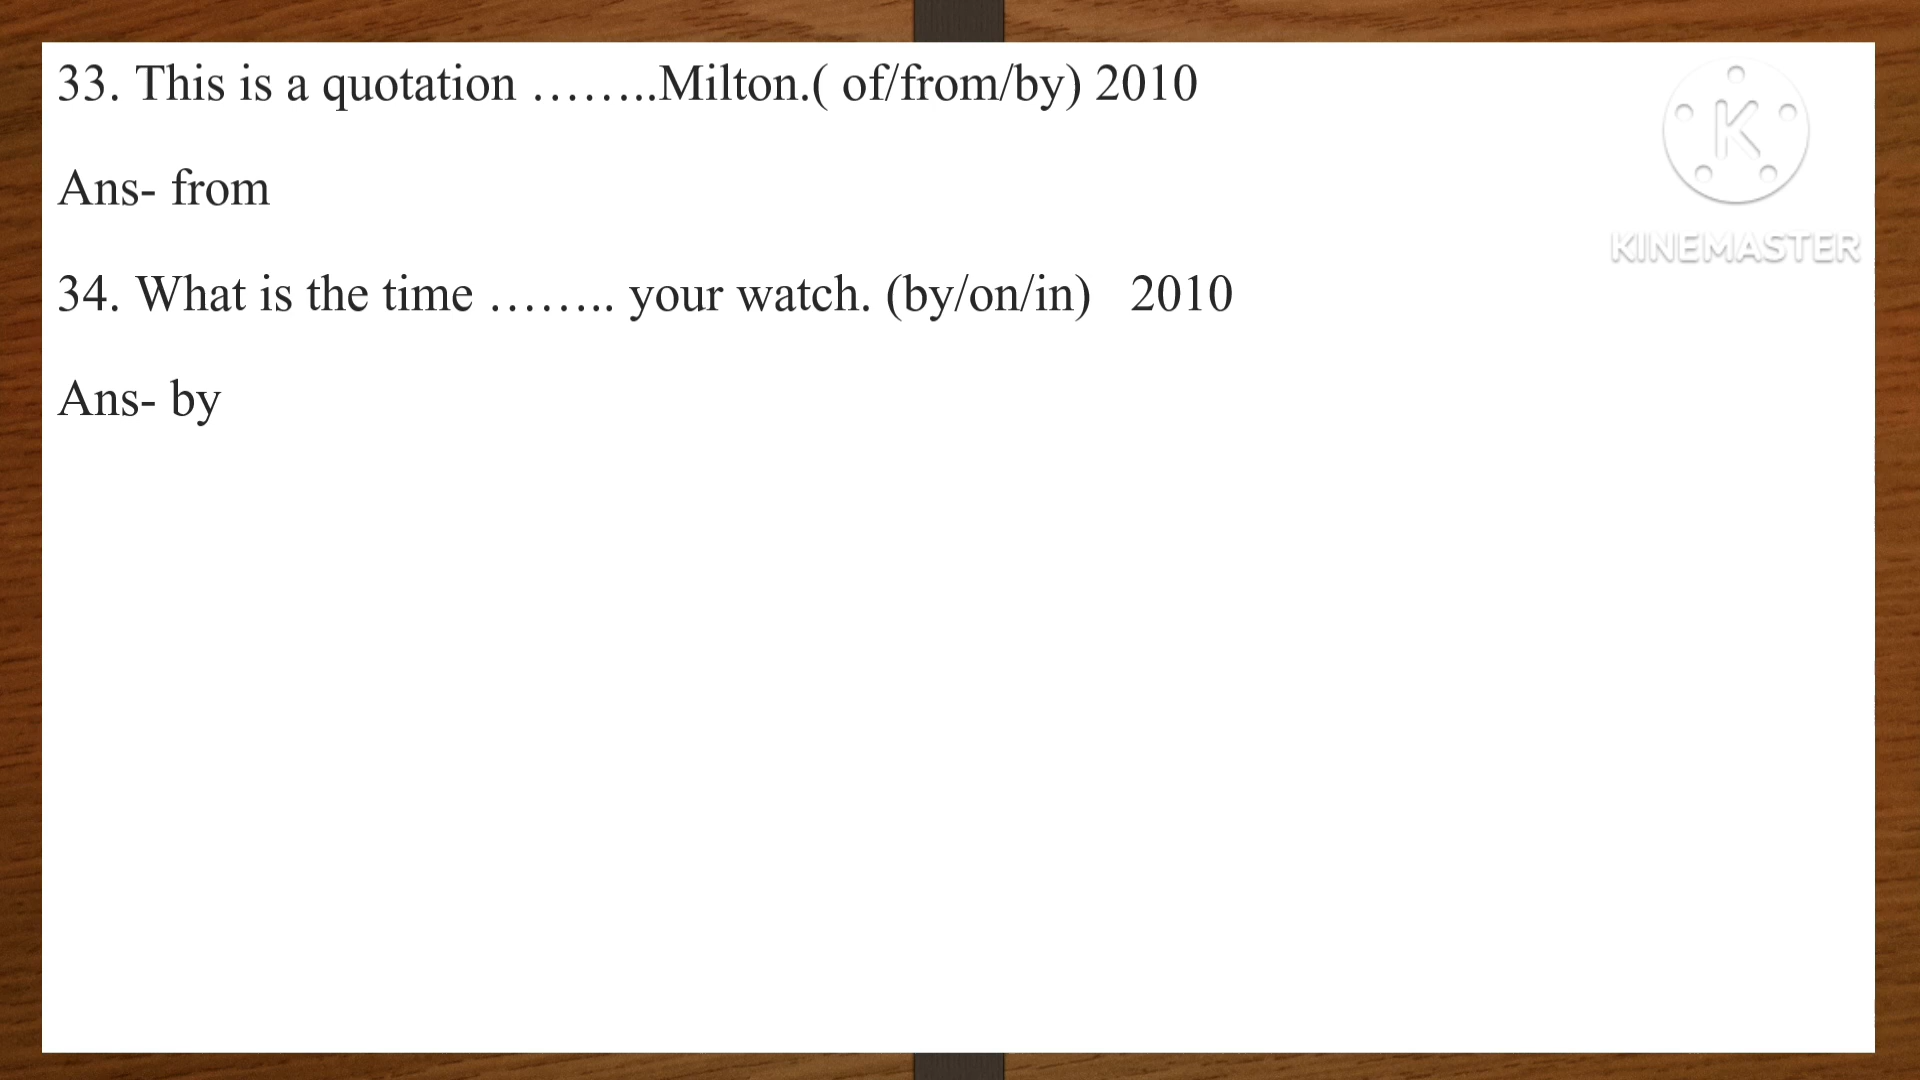 33. This is a quotation ……..Milton.( of/from/by) 2010
Ans- from
34. What is the time …….. your watch. (by/on/in) 2010
Ans- by
K
KINEMASTER